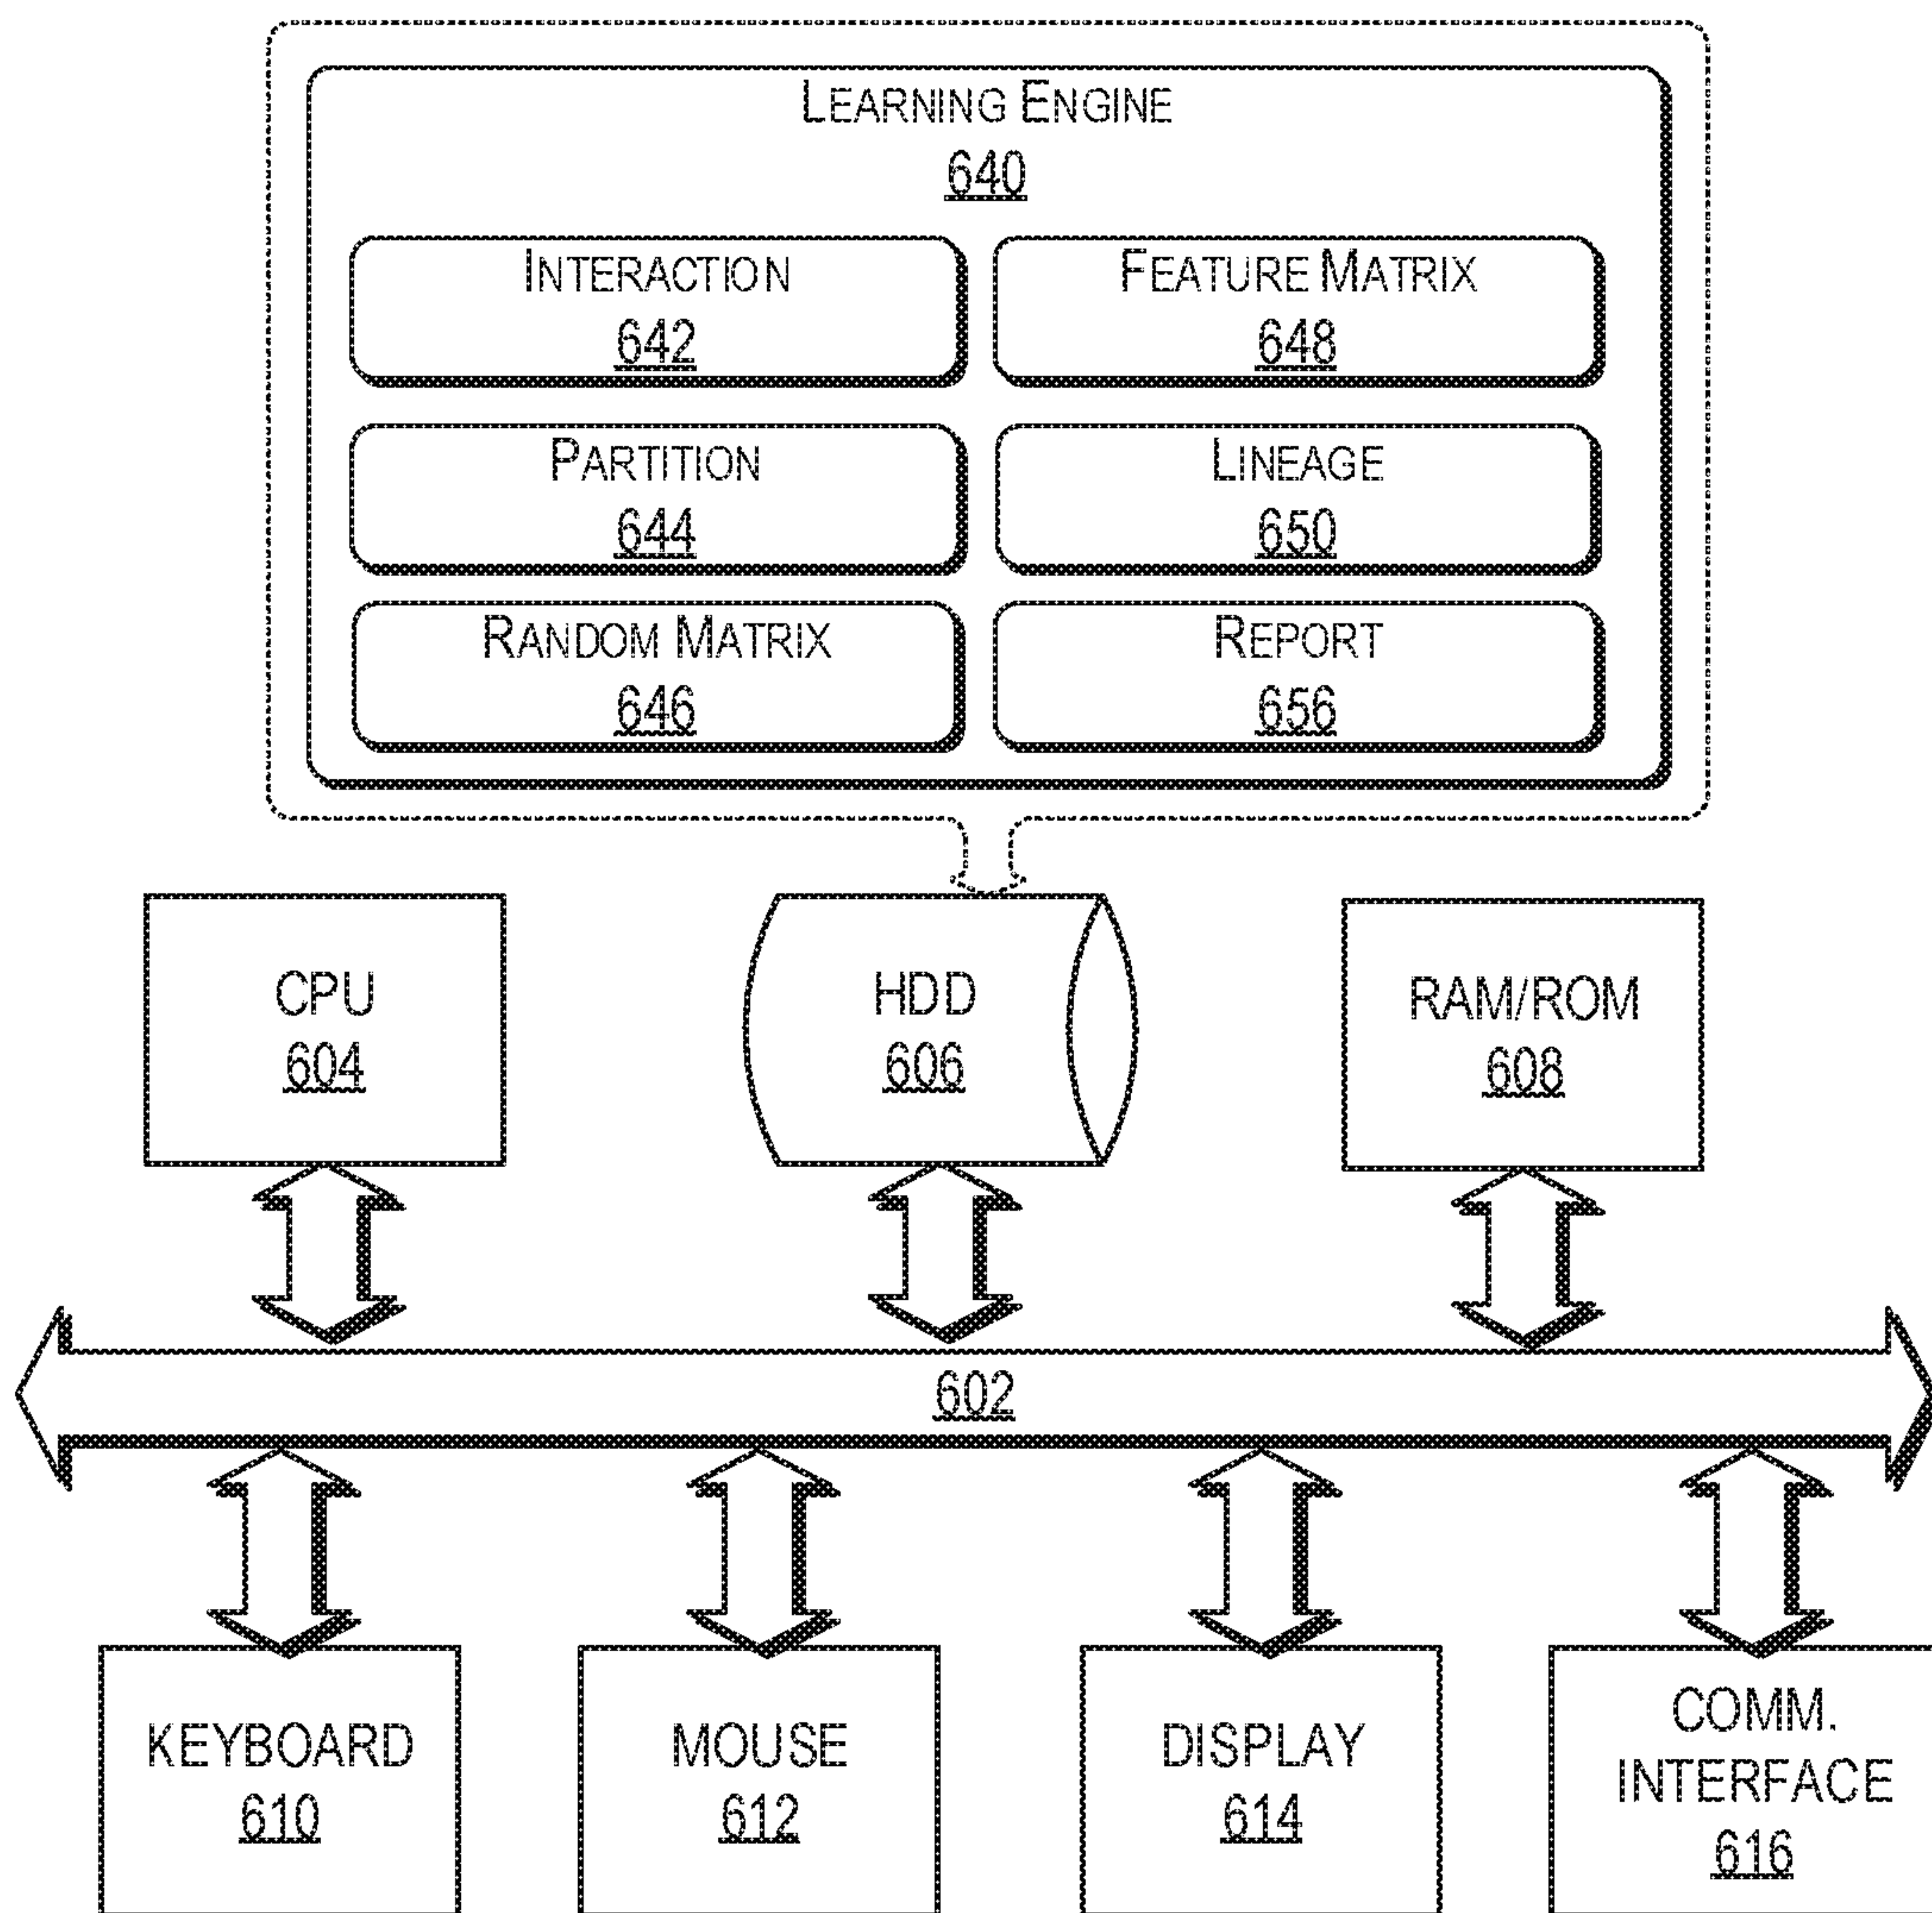 LEARNING ENGINE
640
INTERACTION
642
FEATURE MATRIX
648
PARTITION
644
LINEAGE
650
RANDOM MATRIX
646
REPORT
656
CPU
604
HDD
606
RAM/ROM
608
602
KEYBOARD
610
MOUSE
612
DISPLAY
614
COMM.
INTERFACE
616